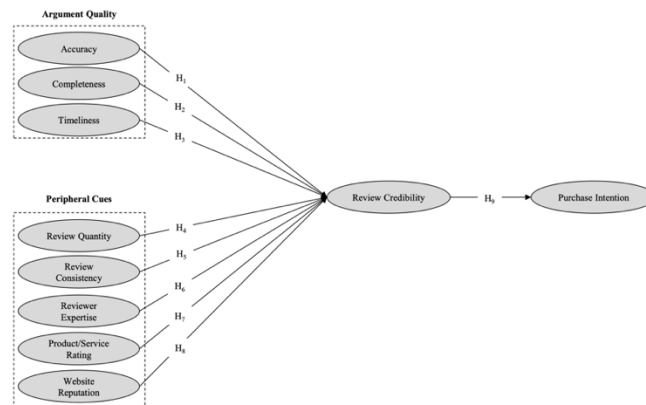 Argument Quality
Accuracy
Completeness
Timeliness
H1
H2
H3
Peripheral Cues
Review Quantity
Review
Consistency
Reviewer
Expertise
Product/Service
Rating
Website
Reputation
H4
H5
H6
H7
H8
Review Credibility
H9
Purchase Intention